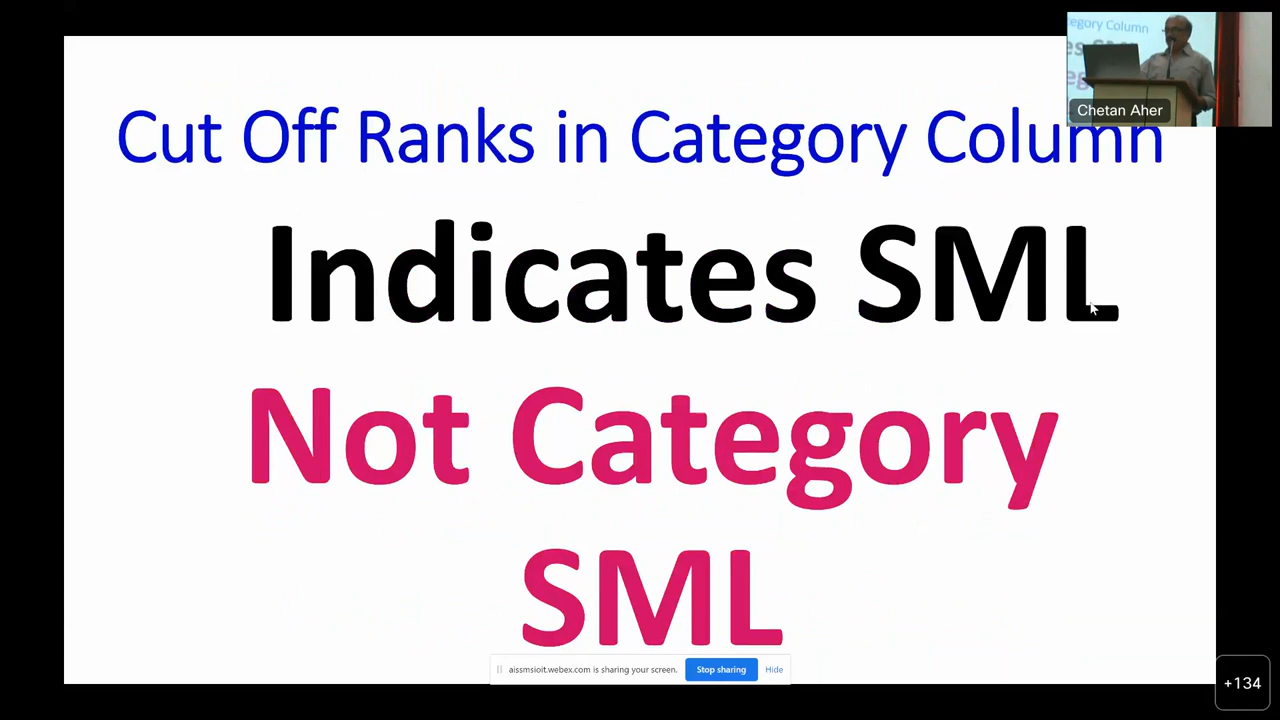 Cut Off Ranks in Category Column
Indicates SML
Not Category
SML
Chetan Aher
aissmsioit.webex.com is sharing your screen.
Stop sharing
Hide
+134